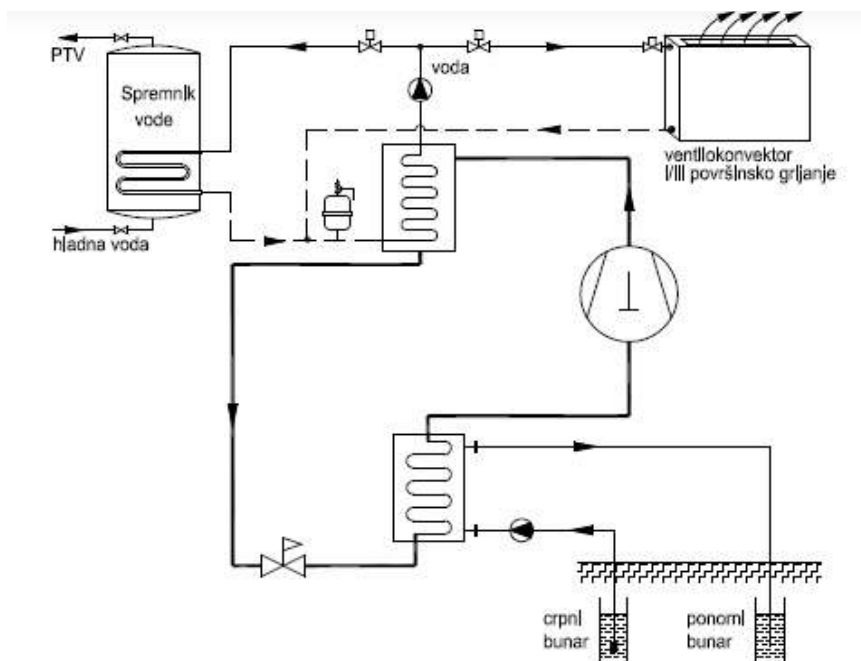 PTV
Spremnik
vode
hladna voda
voda
ventilokonvektor
i/ili površinsko grijanje
crpni
bunar
ponorni
bunar